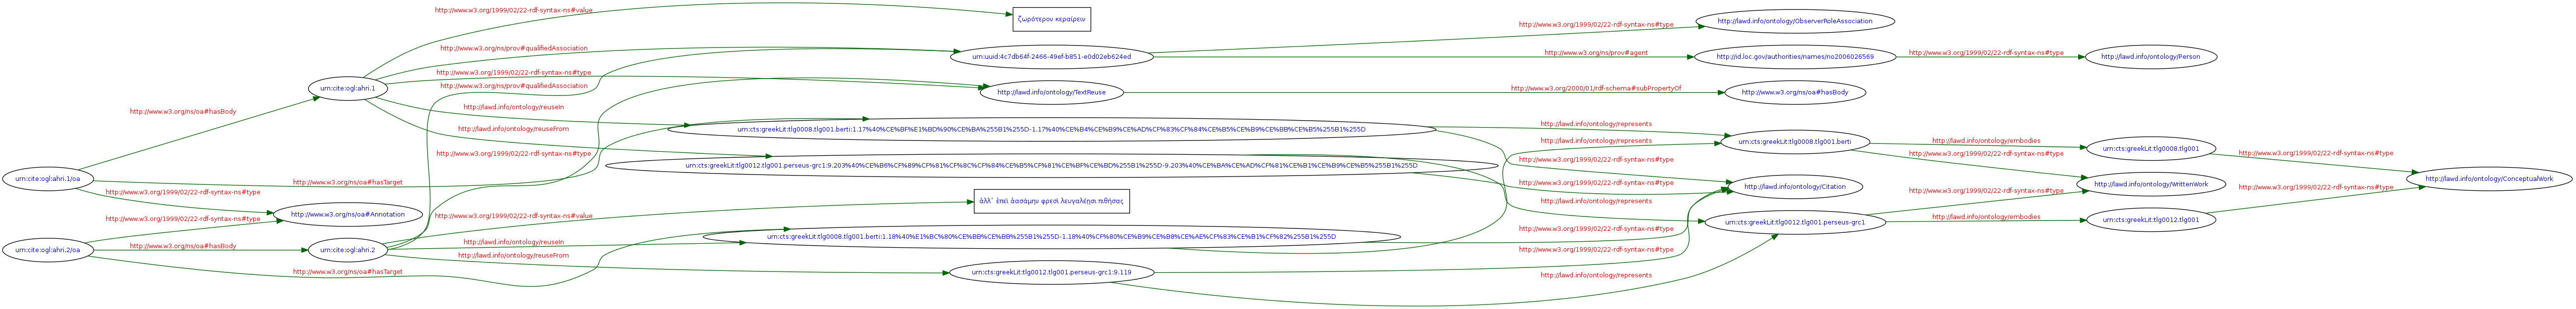 http://www.w3.org/1999/02/22-rdf-syntax-ns#value
ζωρότερον κεραίρειν
http://lawd.info/ontology/ObserverRoleAssociation
http://www.w3.org/1999/02/22-rdf-syntax-ns#type
http://www.w3.org/ns/prov#qualifiedAssociation
urn:uuid:4c7db64f-2466-49ef-b851-e0d02eb624ed
http://www.w3.org/ns/prov#agent
http://id.loc.gov/authorities/names/no2006026569
http://www.w3.org/1999/02/22-rdf-syntax-ns#type
http://lawd.info/ontology/Person
http://www.w3.org/1999/02/22-rdf-syntax-ns#type
urn:cite:ogl:ahri.1
http://www.w3.org/ns/prov#qualifiedAssociation
http://lawd.info/ontology/TextReuse
http://www.w3.org/2000/01/rdf-schema#subPropertyOf
http://www.w3.org/ns/oa#hasBody
http://www.w3.org/ns/oa#hasBody
http://lawd.info/ontology/reuseIn
http://lawd.info/ontology/reuseFrom
urn:cts:greekLit:tlg0008.tlg001.berti:1.17%40%CE%BF%E1%BD%90%CE%BA%255B1%255D-1.17%40%CE%B4%CE%B9%CE%AD%CF%83%CF%84%CE%B5%CE%B9%CE%BB%CE%B5%255B1%255D
http://lawd.info/ontology/represents
http://lawd.info/ontology/represents
urn:cts:greekLit:tlg0008.tlg001.berti
http://lawd.info/ontology/embodies
urn:cts:greekLit:tlg0008.tlg001
http://www.w3.org/1999/02/22-rdf-syntax-ns#type
http://www.w3.org/1999/02/22-rdf-syntax-ns#type
http://www.w3.org/1999/02/22-rdf-syntax-ns#type
http://www.w3.org/1999/02/22-rdf-syntax-ns#type
urn:cts:greekLit:tlg0012.tlg001.perseus-grc1:9.203%40%CE%B6%CF%89%CF%81%CF%8C%CF%84%CE%B5%CF%81%CE%BF%CE%BD%255B1%255D-9.203%40%CE%BA%CE%AD%CF%81%CE%B1%CE%B9%CE%B5%255B1%255D
urn:cite:ogl:ahri.1/oa
http://www.w3.org/ns/oa#hasTarget
http://www.w3.org/1999/02/22-rdf-syntax-ns#type
http://lawd.info/ontology/Citation
http://lawd.info/ontology/WrittenWork
http://lawd.info/ontology/ConceptualWork
http://www.w3.org/1999/02/22-rdf-syntax-ns#type
http://www.w3.org/1999/02/22-rdf-syntax-ns#type
http://www.w3.org/1999/02/22-rdf-syntax-ns#type
ἀλλ᾽ ἐπεὶ ἀασάμην φρεσὶ λευγαλέῃσι πιθήσας
http://lawd.info/ontology/represents
http://www.w3.org/ns/oa#Annotation
http://www.w3.org/1999/02/22-rdf-syntax-ns#value
http://www.w3.org/1999/02/22-rdf-syntax-ns#type
urn:cts:greekLit:tlg0012.tlg001.perseus-grc1
http://lawd.info/ontology/embodies
urn:cts:greekLit:tlg0012.tlg001
http://www.w3.org/1999/02/22-rdf-syntax-ns#type
urn:cts:greekLit:tlg0008.tlg001.berti:1.18%40%E1%BC%80%CE%BB%CE%BB%255B1%255D-1.18%40%CF%80%CE%B9%CE%B8%CE%AE%CF%83%CE%B1%CF%82%255B1%255D
urn:cite:ogl:ahri.2/oa
http://www.w3.org/ns/oa#hasBody
urn:cite:ogl:ahri.2
http://lawd.info/ontology/reuseIn
http://www.w3.org/1999/02/22-rdf-syntax-ns#type
http://lawd.info/ontology/reuseFrom
http://www.w3.org/ns/oa#hasTarget
urn:cts:greekLit:tlg0012.tlg001.perseus-grc1:9.119
http://lawd.info/ontology/represents